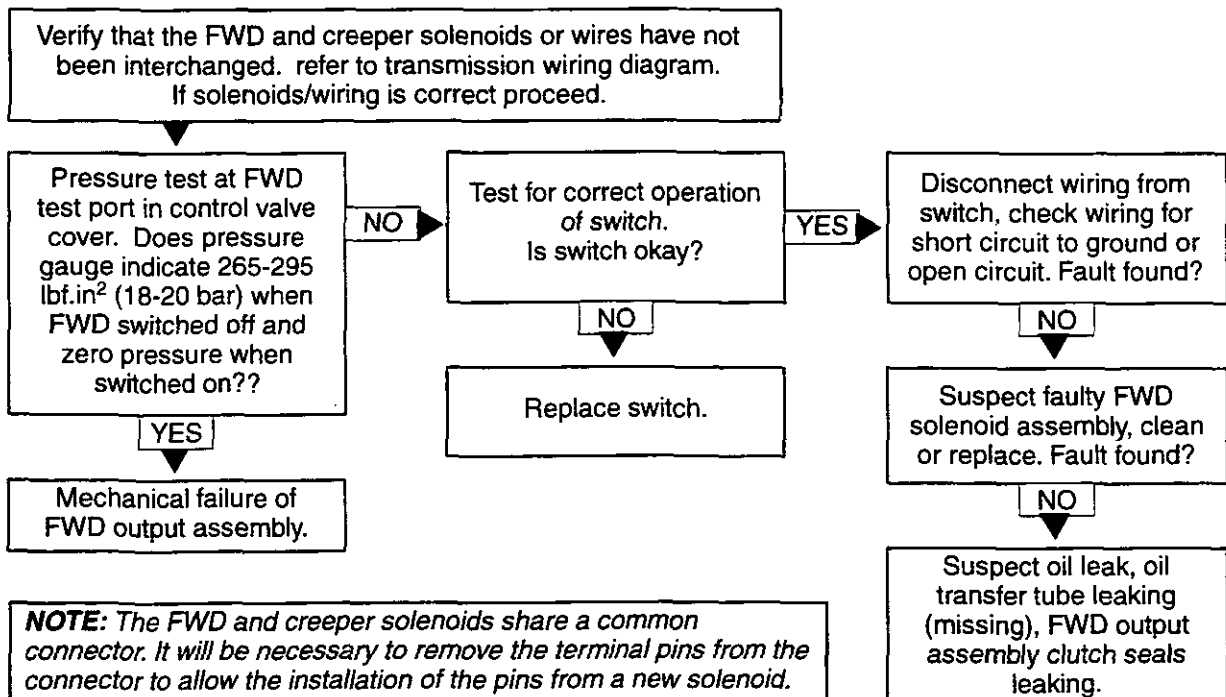 Verify that the FWD and creeper solenoids or wires have not
been interchanged. refer to transmission wiring diagram.
If solenoids/wiring is correct proceed.
Pressure test at FWD
test port in control valve
cover. Does pressure
gauge indicate 265-295
lbf.in² (18-20 bar) when
FWD switched off and
zero pressure when
switched on??
NO
Test for correct operation
of switch.
Is switch okay?
YES
Disconnect wiring from
switch, check wiring for
short circuit to ground or
open circuit. Fault found?
NO
Replace switch.
NO
Suspect faulty FWD
solenoid assembly, clean
or replace. Fault found?
YES
Mechanical failure of
FWD output assembly.
NO
Suspect oil leak, oil
transfer tube leaking
(missing), FWD output
assembly clutch seals
leaking.
NOTE: The FWD and creeper solenoids share a common
connector. It will be necessary to remove the terminal pins from the
connector to allow the installation of the pins from a new solenoid.